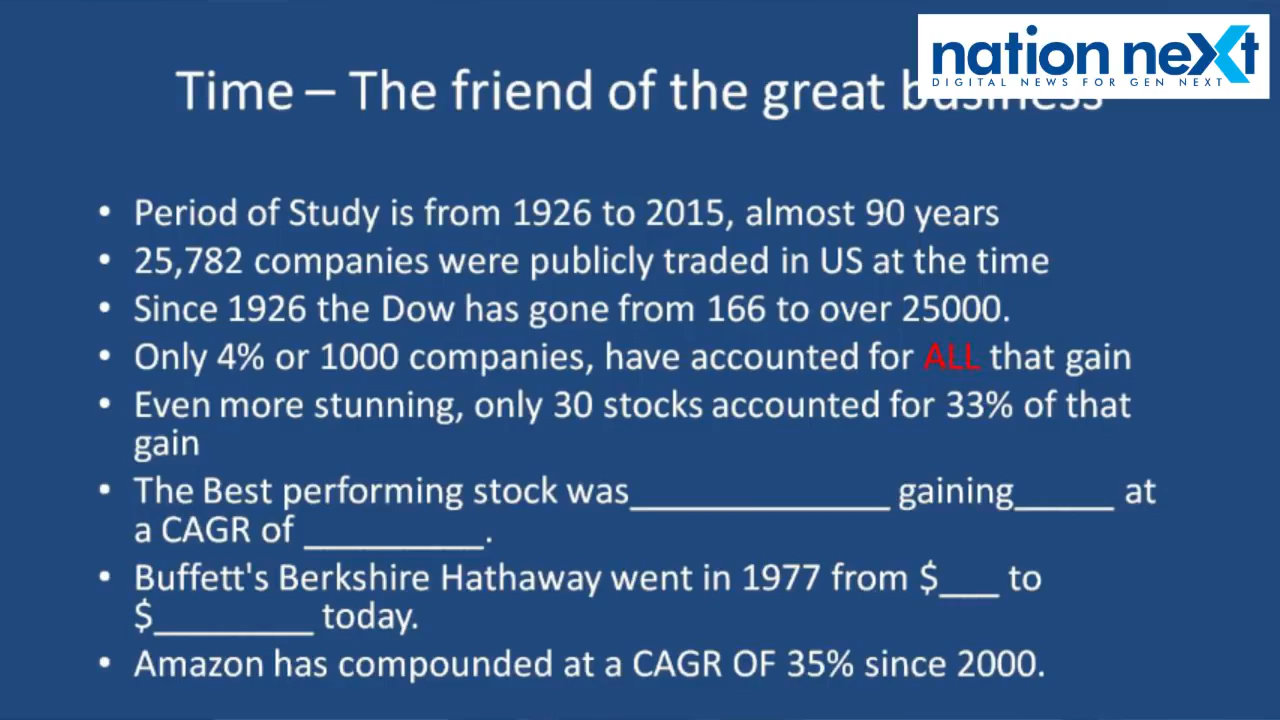 nation next
DIGITAL NEWS FOR GEN NEXT
Time – The friend of the great business
• Period of Study is from 1926 to 2015, almost 90 years
• 25,782 companies were publicly traded in US at the time
• Since 1926 the Dow has gone from 166 to over 25000.
• Only 4% or 1000 companies, have accounted for ALL that gain
• Even more stunning, only 30 stocks accounted for 33% of that
gain
• The Best performing stock was_____________ gaining_____ at
a CAGR of _________.
• Buffett's Berkshire Hathaway went in 1977 from $___ to
$________ today.
• Amazon has compounded at a CAGR OF 35% since 2000.